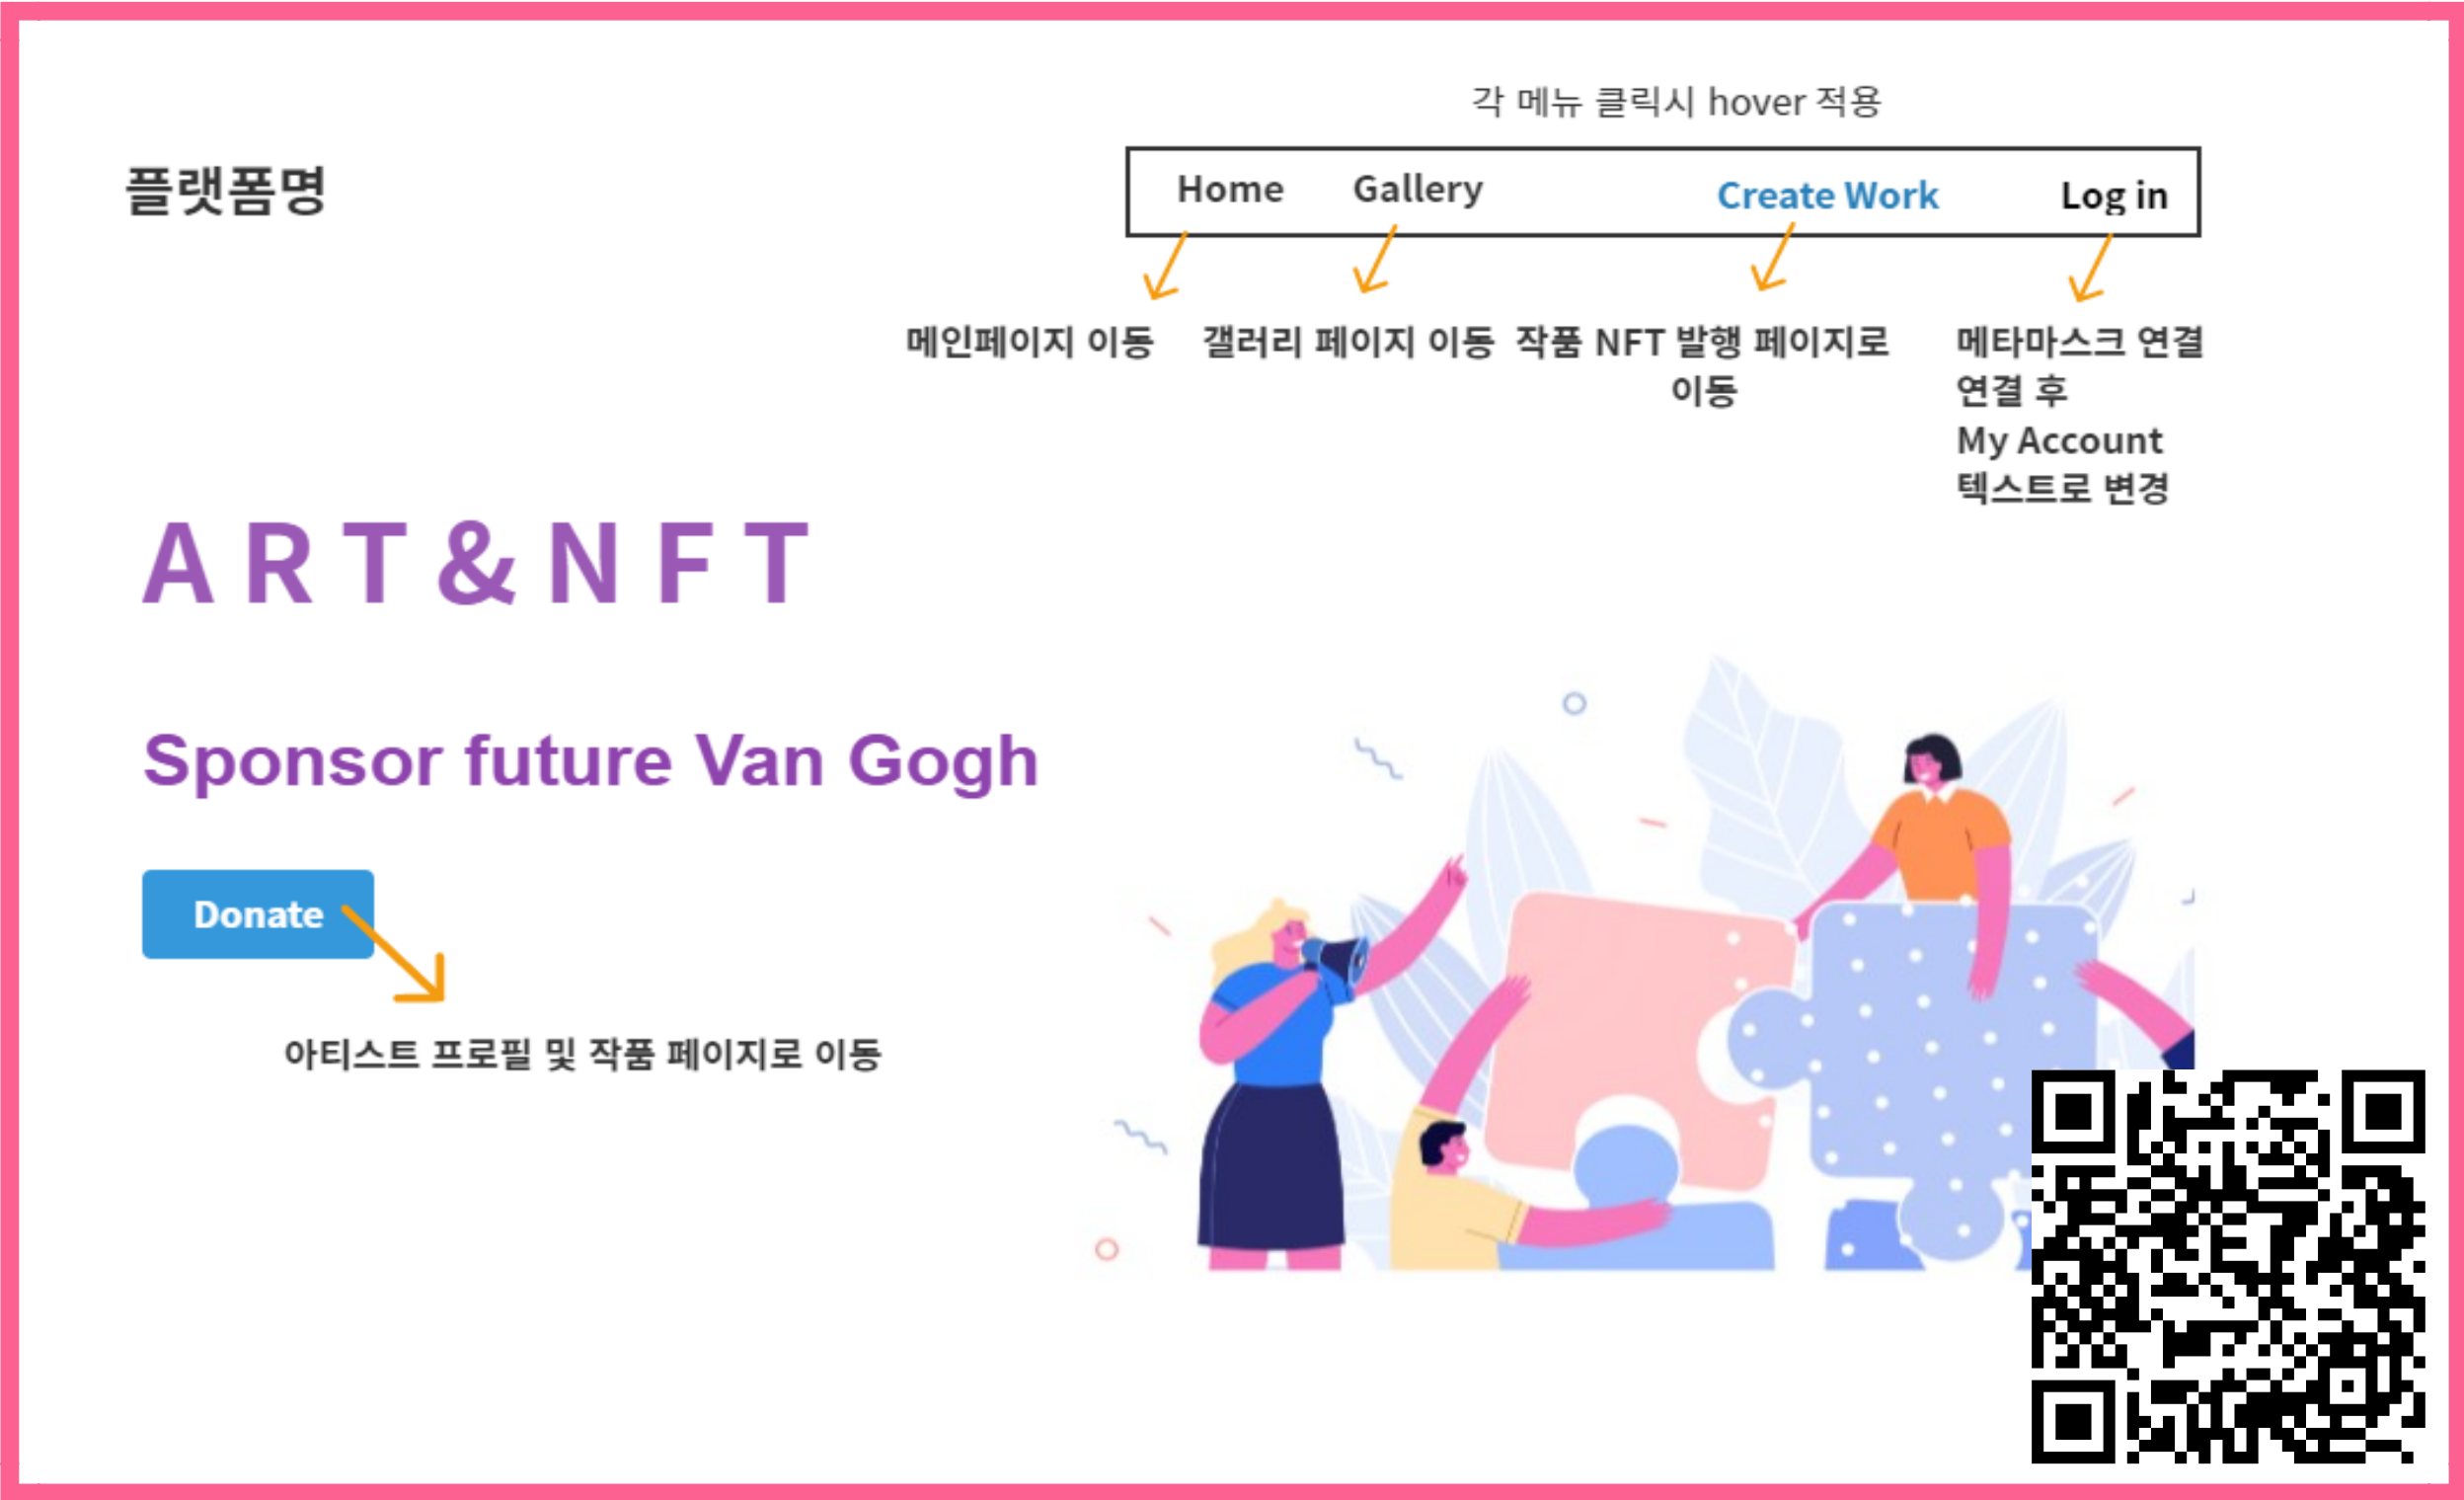 각 메뉴 클릭시 hover 적용
플랫폼명
Home Gallery Create Work Log in
메인페이지 이동
갤러리 페이지 이동
작품 NFT 발행 페이지로
이동
메타마스크 연결
연결 후
My Account
텍스트로 변경
ART&NFT
Sponsor future Van Gogh
Donate
아티스트 프로필 및 작품 페이지로 이동